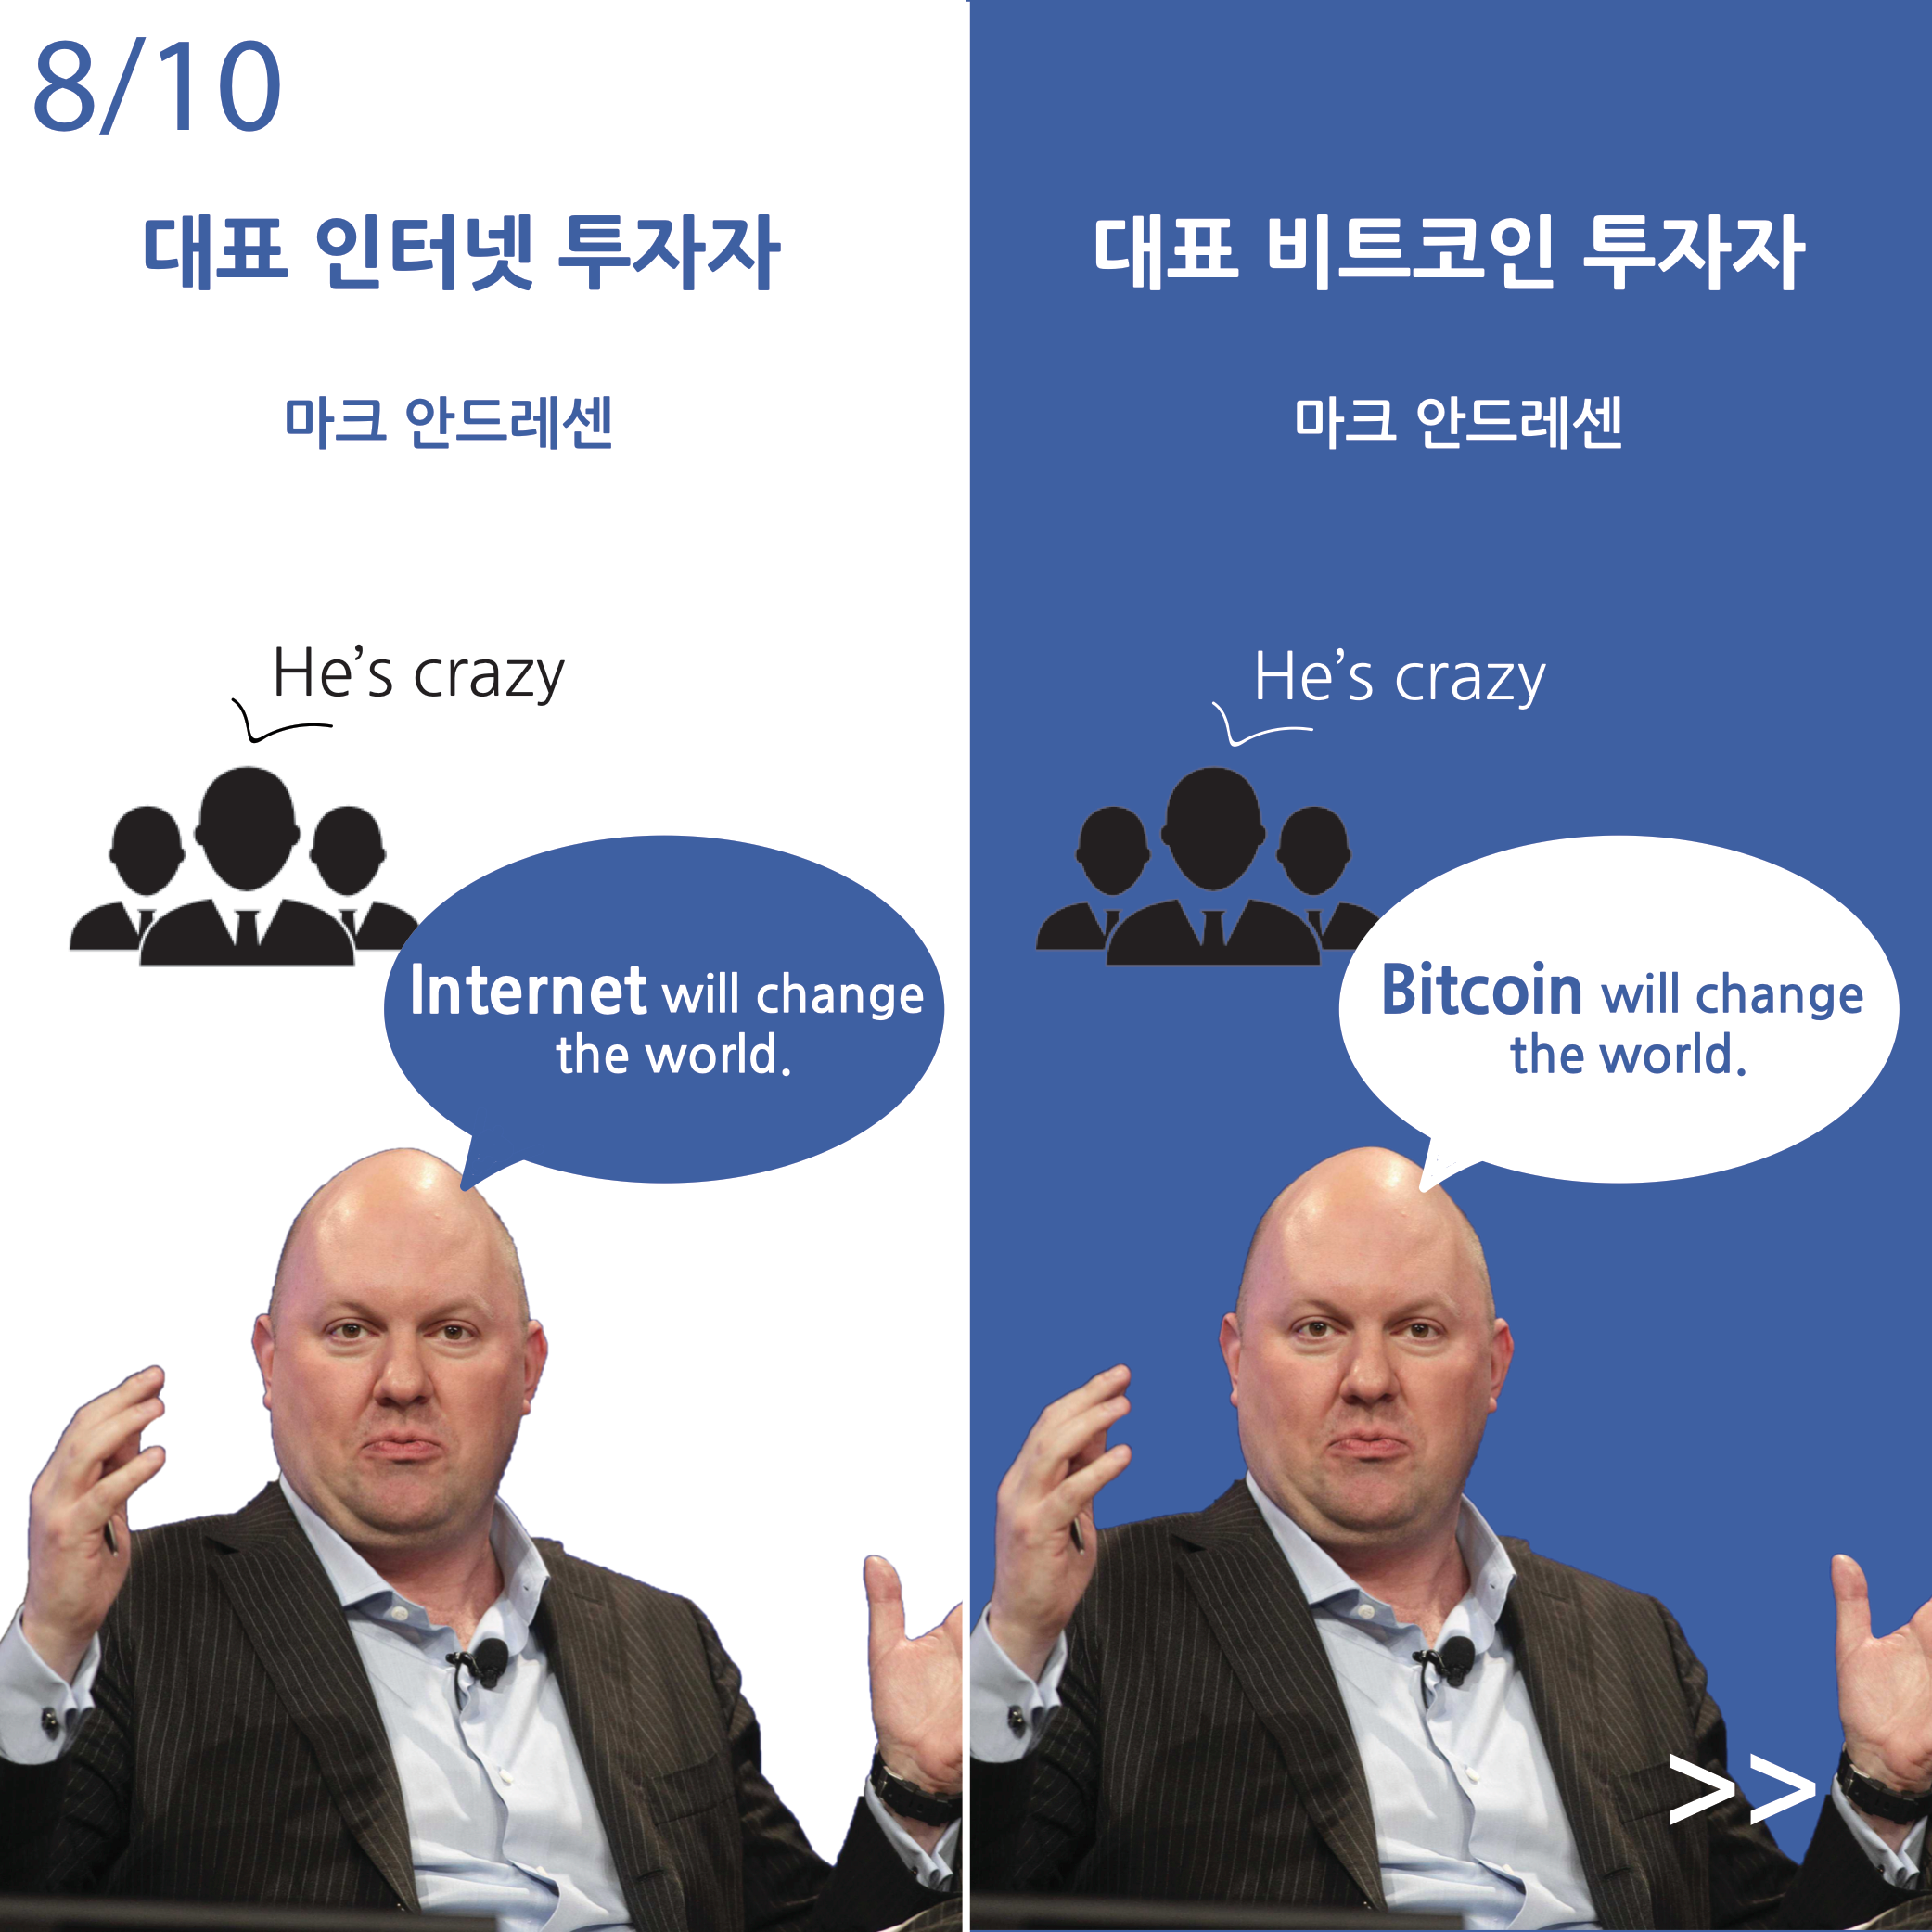 8/10
대표 인터넷 투자자
마크 안드레센
He's crazy
Internet will change
the world.
대표 비트코인 투자자
마크 안드레센
He's crazy
Bitcoin will change
the world.
>>